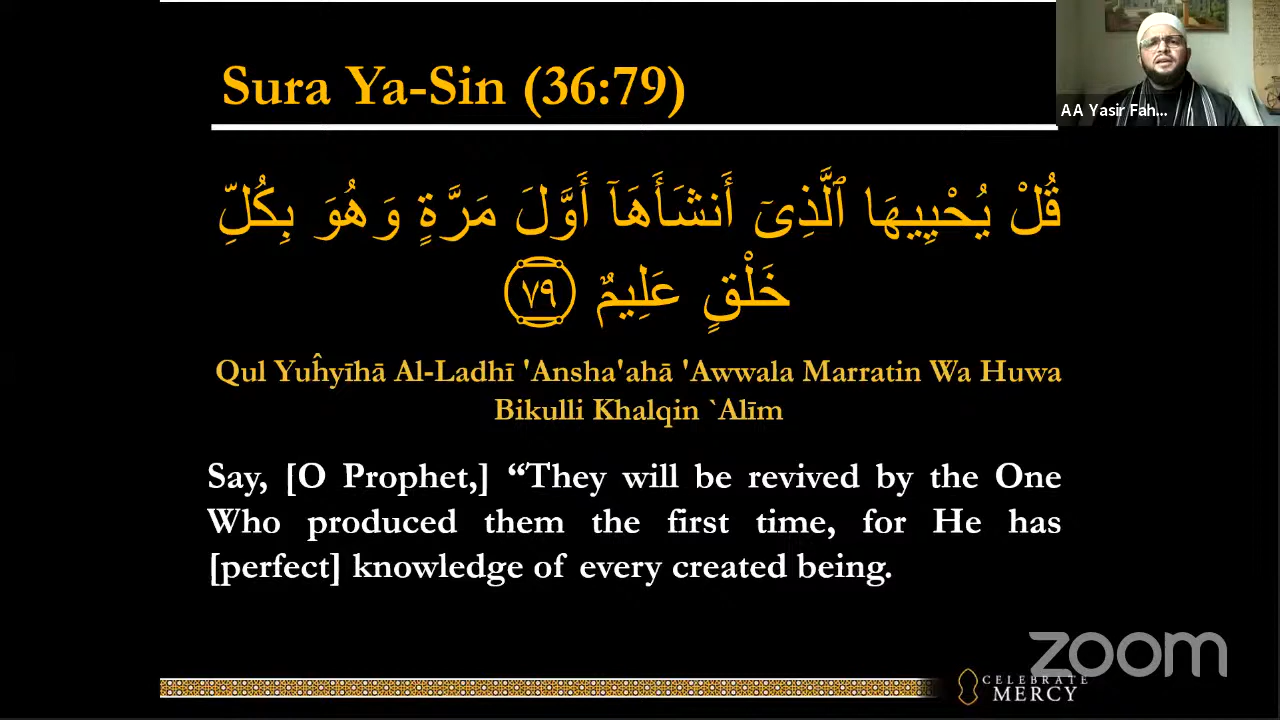 Sura Ya-Sin (36:79)
AA Yasir Fah...
قُلْ يُحْيِيهَا ٱلَّذِىٓ أَنشَأَهَآ أَوَّلَ مَرَّةٍ وَهُوَ بِكُلِّ
خَلْقٍ عَلِيمٌ ٧٩
Qul Yuĥyīhā Al-Ladhī 'Ansha'ahā 'Awwala Marratin Wa Huwa
Bikulli Khalqin `Alīm
Say, [O Prophet,] “They will be revived by the One
Who produced them the first time, for He has
[perfect] knowledge of every created being.
zoom
CELEBRATE
MERCY